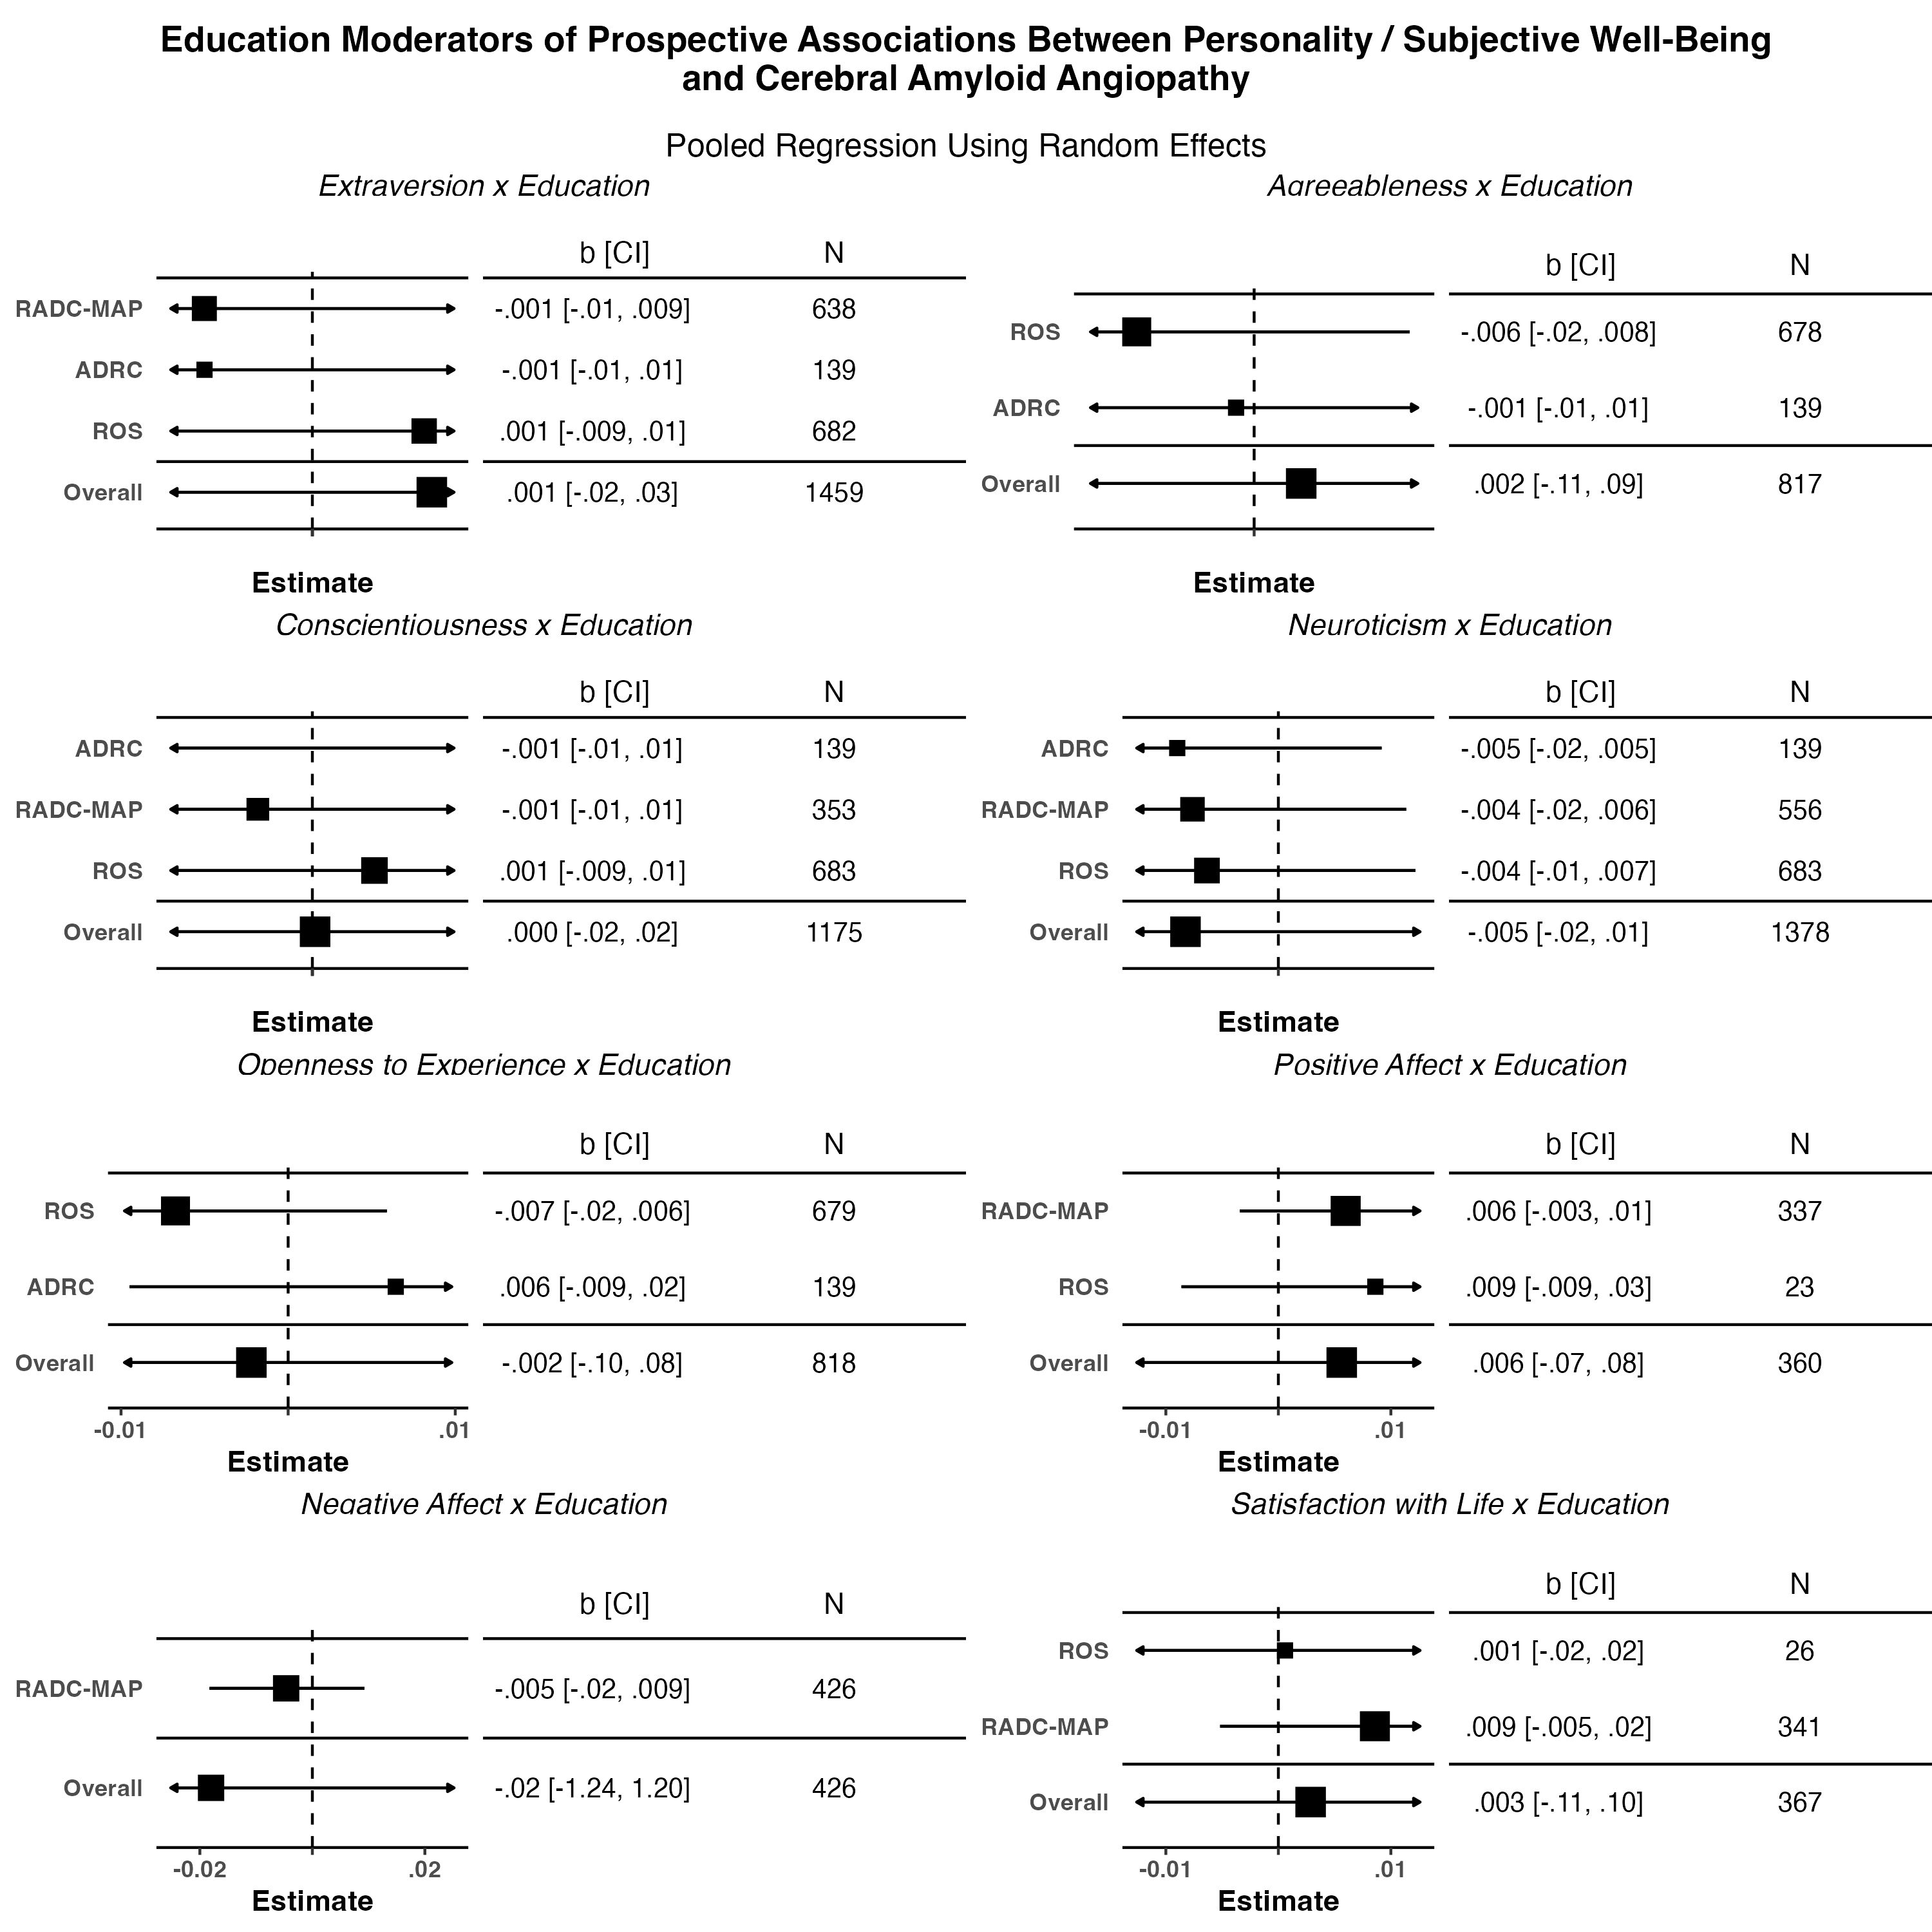 Education Moderators of Prospective Associations Between Personality / Subjective Well-Being
and Cerebral Amyloid Angiopathy
Pooled Regression Using Random Effects
Extraversion x Education
b [CI] N
RADC-MAP -.001 [-.01, .009] 638
ADRC -.001 [-.01, .01] 139
ROS .001 [-.009, .01] 682
Overall .001 [-.02, .03] 1459
Estimate
Agreeableness x Education
b [CI] N
ROS -.006 [-.02, .008] 678
ADRC -.001 [-.01, .01] 139
Overall .002 [-.11, .09] 817
Estimate
Conscientiousness x Education
b [CI] N
ADRC -.001 [-.01, .01] 139
RADC-MAP -.001 [-.01, .01] 353
ROS .001 [-.009, .01] 683
Overall .000 [-.02, .02] 1175
Estimate
Neuroticism x Education
b [CI] N
ADRC -.005 [-.02, .005] 139
RADC-MAP -.004 [-.02, .006] 556
ROS -.004 [-.01, .007] 683
Overall -.005 [-.02, .01] 1378
Estimate
Openness to Experience x Education
b [CI] N
ROS -.007 [-.02, .006] 679
ADRC .006 [-.009, .02] 139
Overall -.002 [-.10, .08] 818
-0.01 .01
Estimate
Positive Affect x Education
b [CI] N
RADC-MAP .006 [-.003, .01] 337
ROS .009 [-.009, .03] 23
Overall .006 [-.07, .08] 360
-0.01 .01
Estimate
Negative Affect x Education
b [CI] N
RADC-MAP -.005 [-.02, .009] 426
Overall -.02 [-1.24, 1.20] 426
-0.02 .02
Estimate
Satisfaction with Life x Education
b [CI] N
ROS .001 [-.02, .02] 26
RADC-MAP .009 [-.005, .02] 341
Overall .003 [-.11, .10] 367
-0.01 .01
Estimate